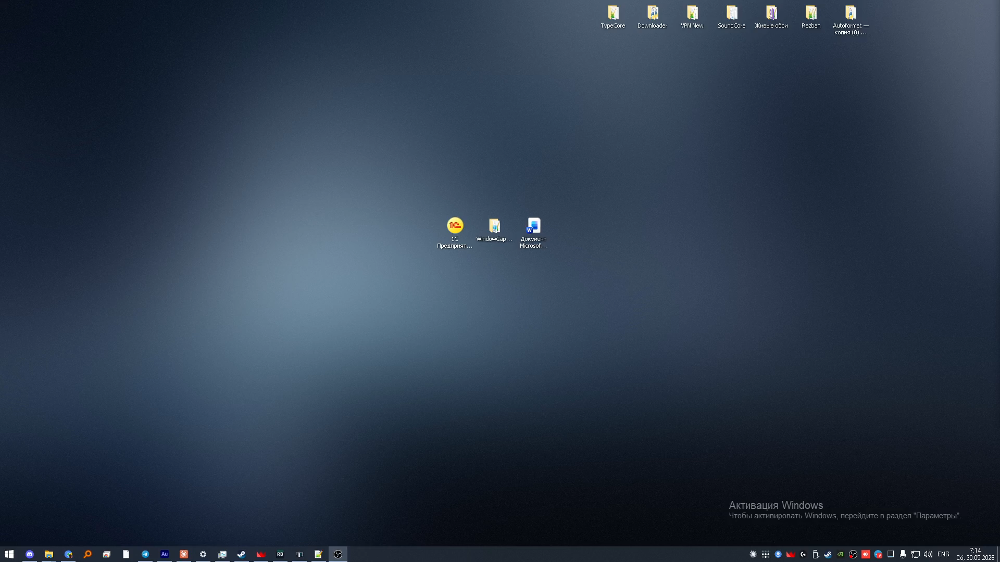 TypeCore
Downloader
VPN New
SoundCore
Живые обои
Razban
Autoformat —
копия (8) ...
1C
Предприят...
WindowCap...
Документ
Microsof...
Активация Windows
Чтобы активировать Windows, перейдите в раздел "Параметры".
Au
RB
ENG
7:14
Сб, 30.05.2026